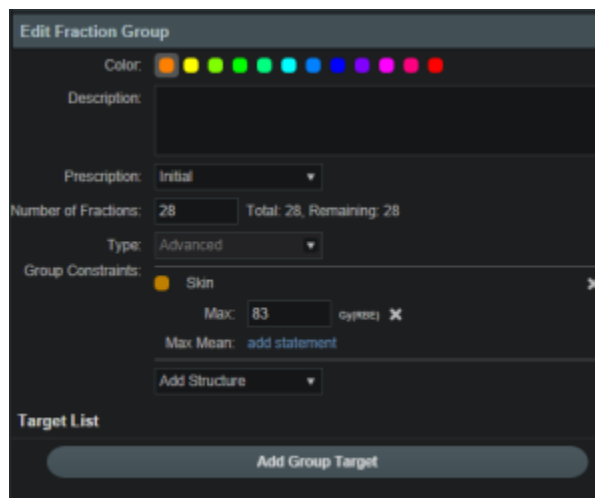 Edit Fraction Group
Color:
Description:
Prescription: Initial
Number of Fractions: 28 Total: 28, Remaining: 28
Type: Advanced
Group Constraints:
Skin
Max: 83 Gy(RBE)
Max Mean: add statement
Add Structure
Target List
Add Group Target